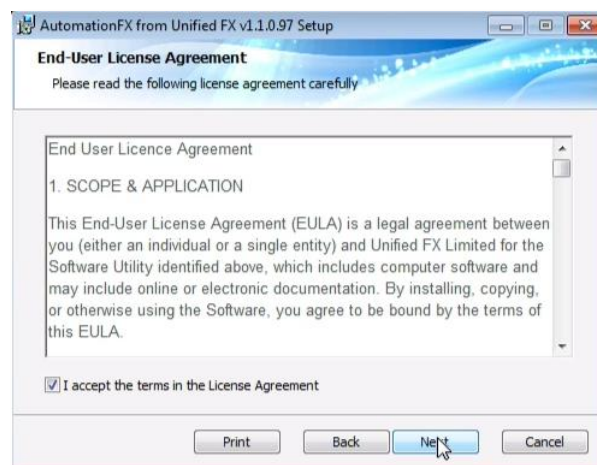 AutomationFX from Unified FX v1.1.0.97 Setup
End-User License Agreement
Please read the following license agreement carefully
End User Licence Agreement
1. SCOPE & APPLICATION
This End-User License Agreement (EULA) is a legal agreement between
you (either an individual or a single entity) and Unified FX Limited for the
Software Utility identified above, which includes computer software and
may include online or electronic documentation. By installing, copying,
or otherwise using the Software, you agree to be bound by the terms of
this EULA.
I accept the terms in the License Agreement
Print Back Next Cancel